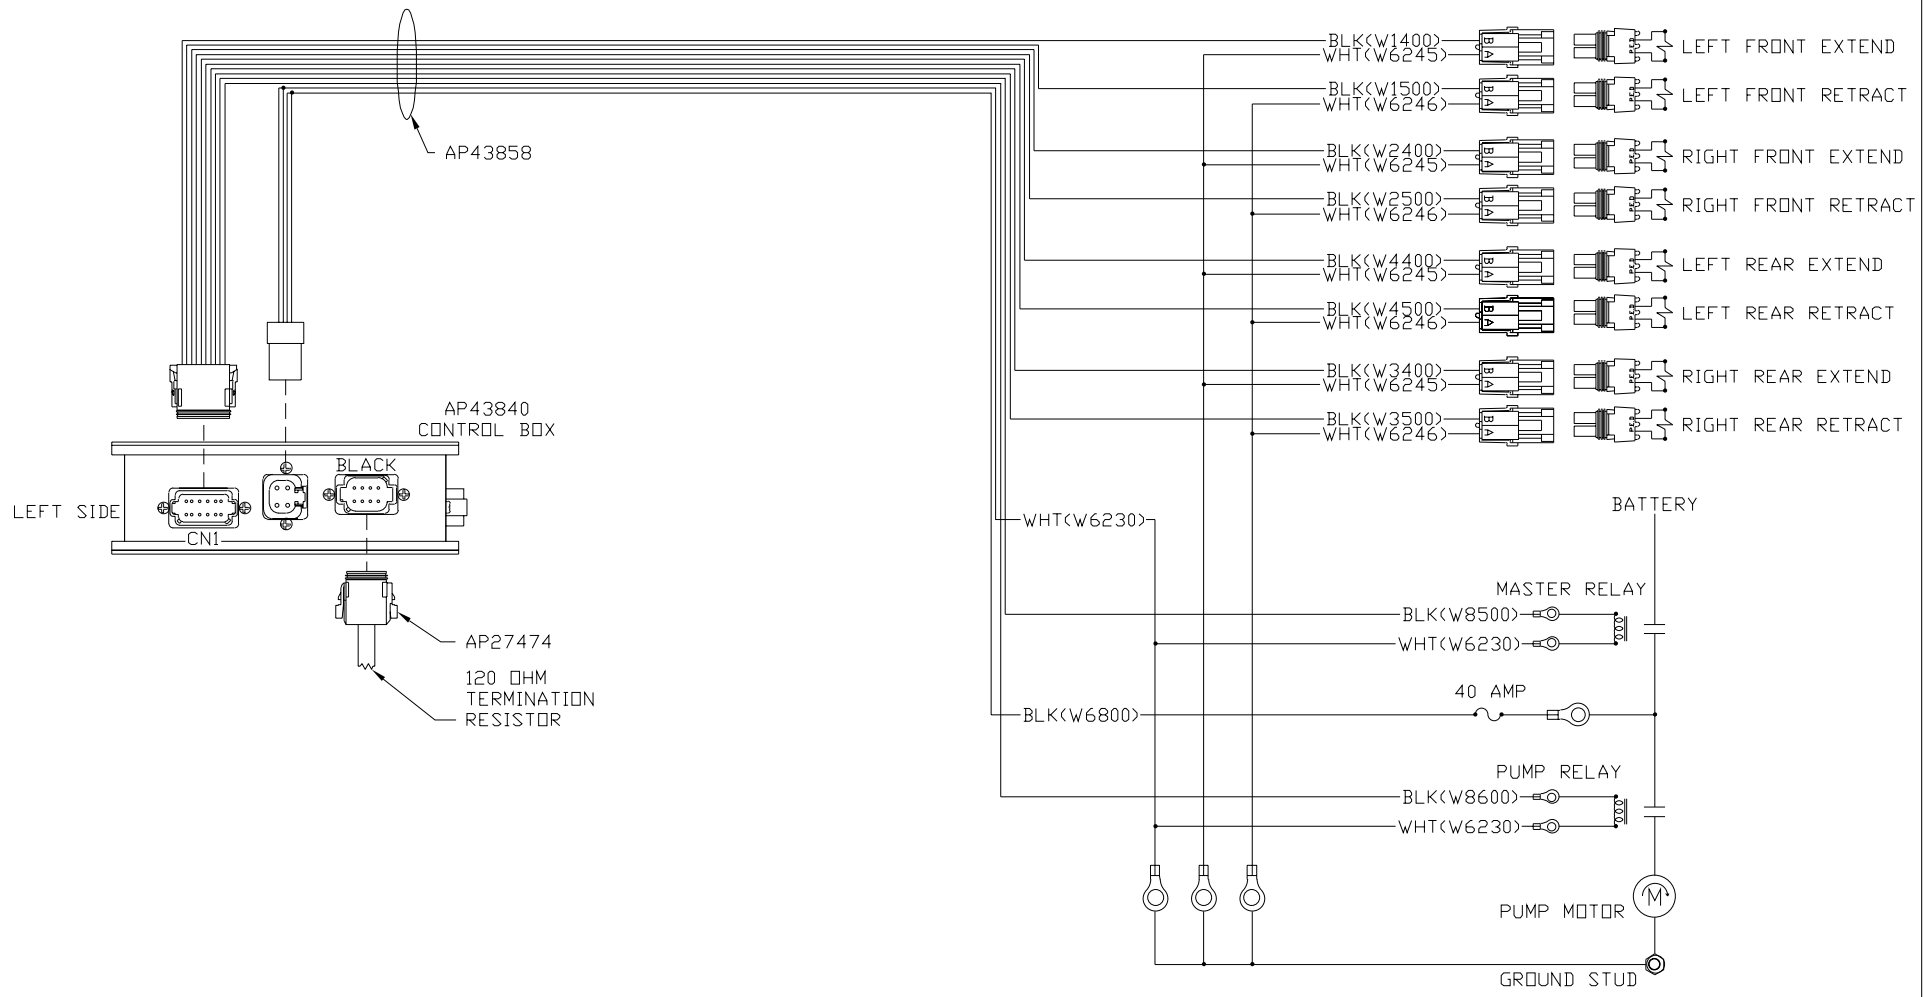 BLK(W1400)
WHT(W6245)
B
A
LEFT FRONT EXTEND
BLK(W1500)
WHT(W6246)
B
A
LEFT FRONT RETRACT
AP43858
BLK(W2400)
WHT(W6245)
B
A
RIGHT FRONT EXTEND
BLK(W2500)
WHT(W6246)
B
A
RIGHT FRONT RETRACT
BLK(W4400)
WHT(W6245)
B
A
LEFT REAR EXTEND
BLK(W4500)
WHT(W6246)
B
A
LEFT REAR RETRACT
BLK(W3400)
WHT(W6245)
B
A
RIGHT REAR EXTEND
BLK(W3500)
WHT(W6246)
B
A
RIGHT REAR RETRACT
AP43840
CONTROL BOX
BLACK
LEFT SIDE
CN1
WHT(W6230)
BATTERY
MASTER RELAY
BLK(W8500)
WHT(W6230)
AP27474
120 OHM
TERMINATION
RESISTOR
40 AMP
BLK(W6800)
PUMP RELAY
BLK(W8600)
WHT(W6230)
M
PUMP MOTOR
GROUND STUD